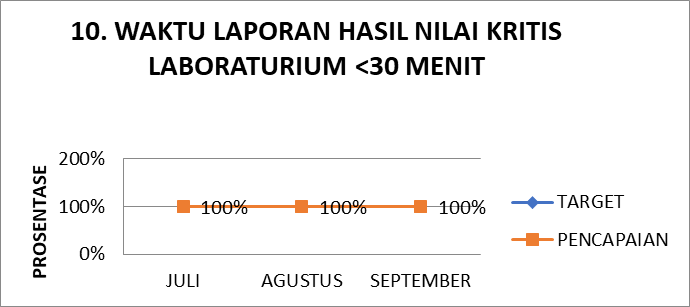 10. WAKTU LAPORAN HASIL NILAI KRITIS
LABORATURIUM <30 MENIT
PROSENTASE
200%
100%
0%
100% 100% 100%
JULI AGUSTUS SEPTEMBER
TARGET
PENCAPAIAN